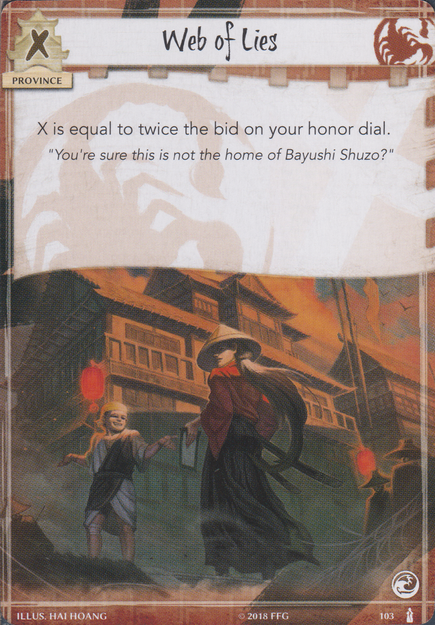 X
Web of Lies
PROVINCE
X is equal to twice the bid on your honor dial.
"You're sure this is not the home of Bayushi Shuzo?"
ILLUS. HAI HOANG
© 2018 FFG
103